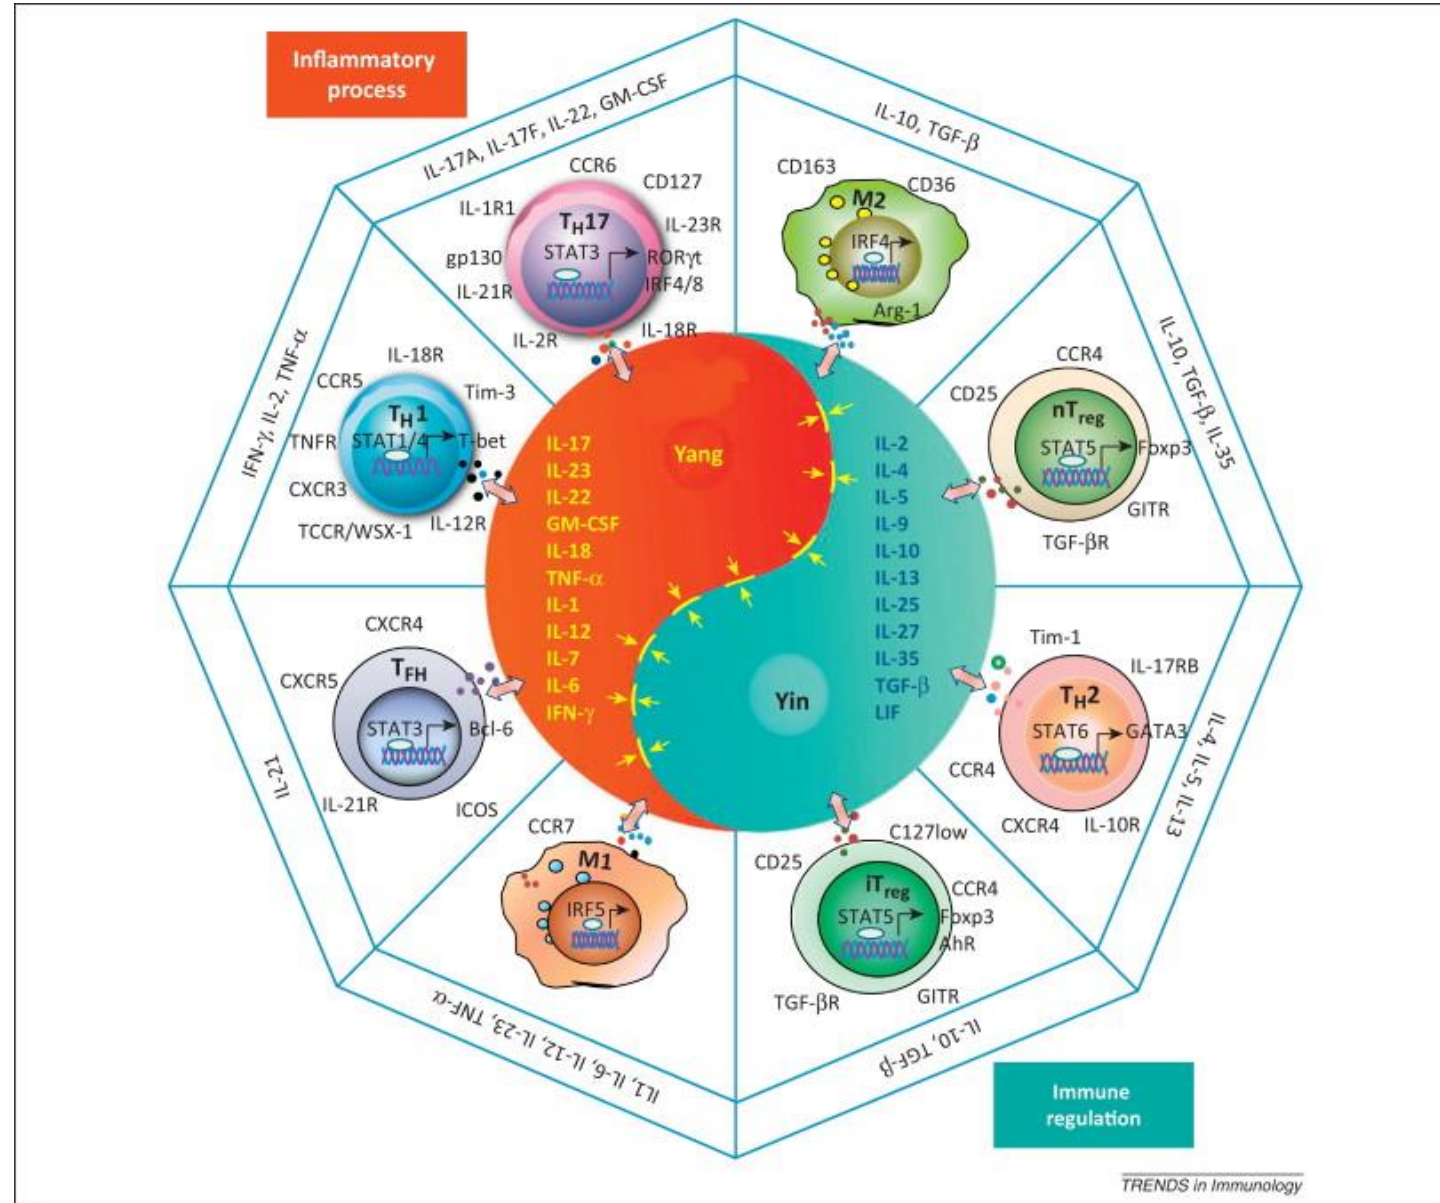 Inflammatory
process
IL-17A, IL-17F, IL-22, GM-CSF
IL-10, TGF-β
CCR6
CD127
IL-1R1
IL-23R
T_H17
STAT3
RORγt
gp130
IRF4/8
IL-21R
IL-2R
IL-18R
CD163
CD36
M2
IRF4
Arg-1
IFN-γ, IL-2, TNF-α
IL-18R
CCR5
Tim-3
T_H1
TNFR
STAT1/4
T-bet
CXCR3
TCCR/WSX-1
IL-12R
IL-10, TGF-β, IL-35
CCR4
CD25
nT_reg
STAT5
Foxp3
GITR
TGF-βR
Yang
IL-17
IL-23
IL-22
GM-CSF
IL-18
TNF-α
IL-1
IL-12
IL-7
IL-6
IFN-γ
IL-2
IL-4
IL-5
IL-9
IL-10
IL-13
IL-25
IL-27
IL-35
TGF-β
LIF
Yin
CXCR4
CXCR5
T_FH
STAT3
Bcl-6
IL-21R
ICOS
IL-21
Tim-1
IL-17RB
T_H2
STAT6
GATA3
CCR4
CXCR4
IL-10R
IL-4, IL-5, IL-13
CCR7
M1
IRF5
IL1, IL-6, IL-12, IL-23, TNF-α
C127low
CD25
iT_reg
CCR4
STAT5
Foxp3
AhR
TGF-βR
GITR
IL-10, TGF-β
Immune
regulation
TRENDS in Immunology